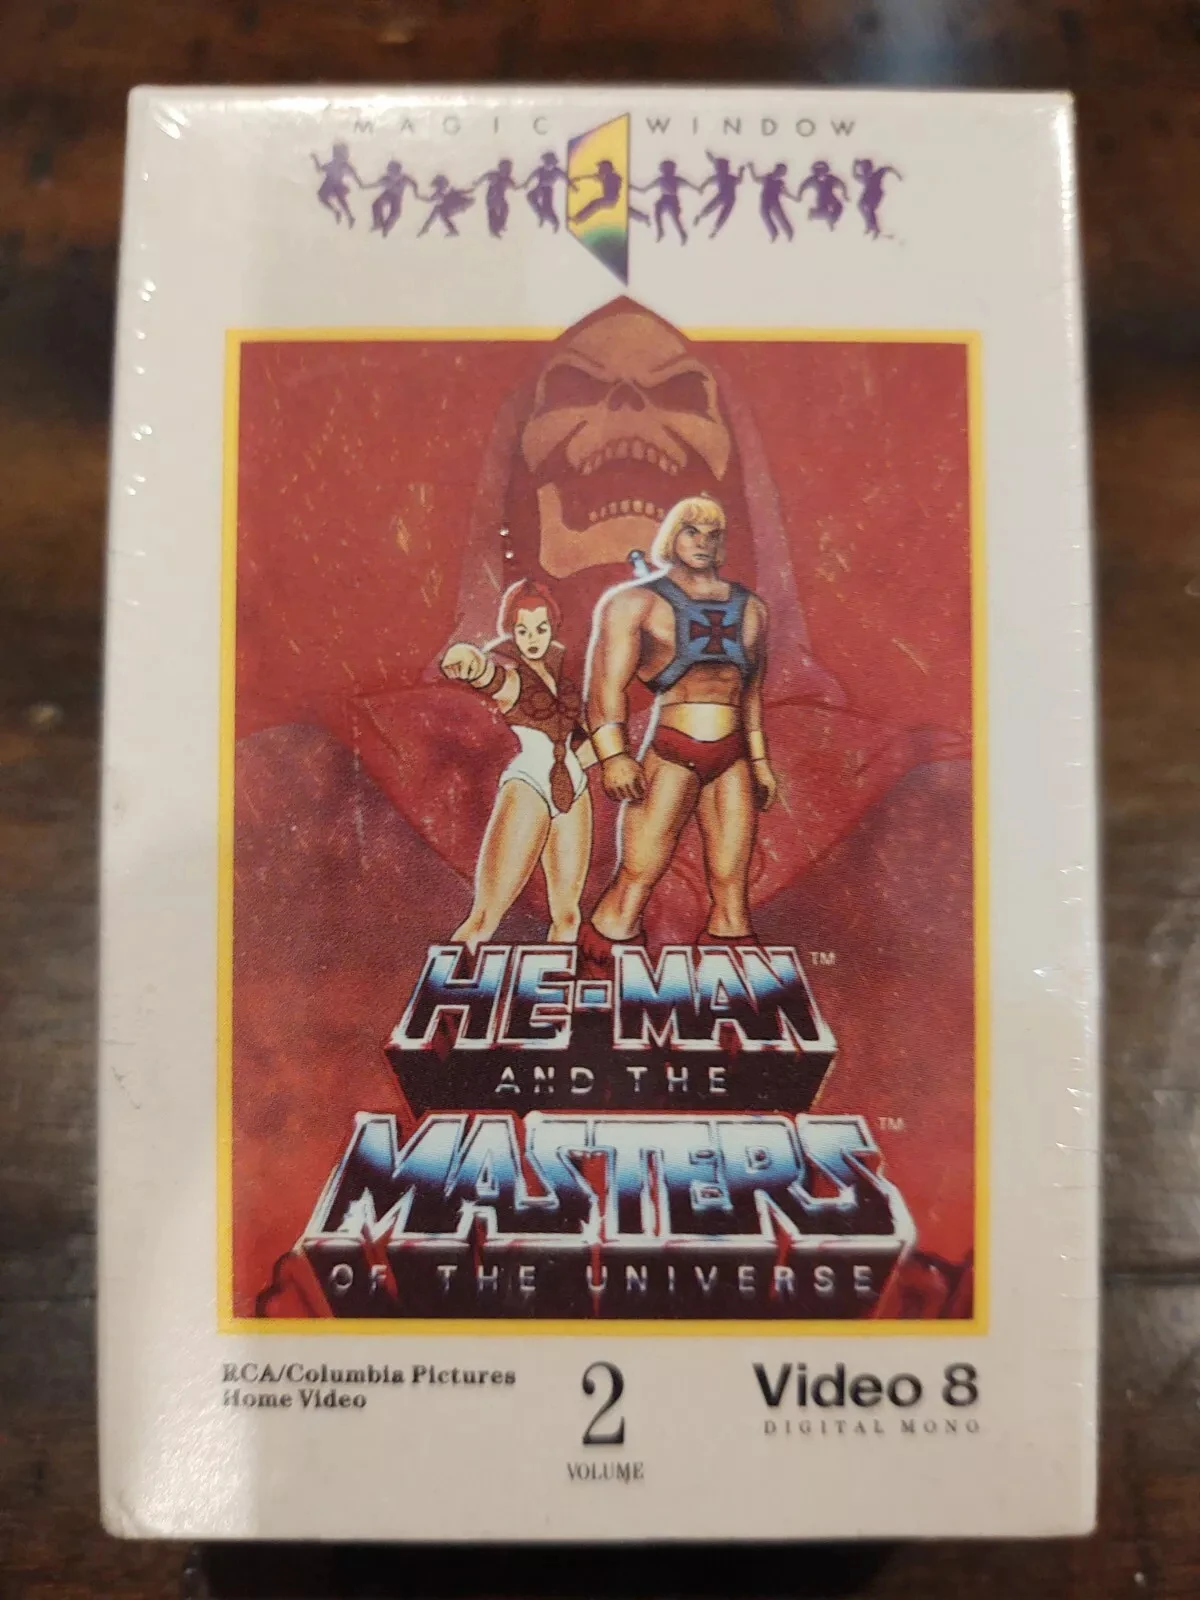 MAGIC WINDOW
HE-MAN™
AND THE
MASTERS™
OF THE UNIVERSE
RCA/Columbia Pictures
Home Video
2
VOLUME
Video 8
DIGITAL MONO